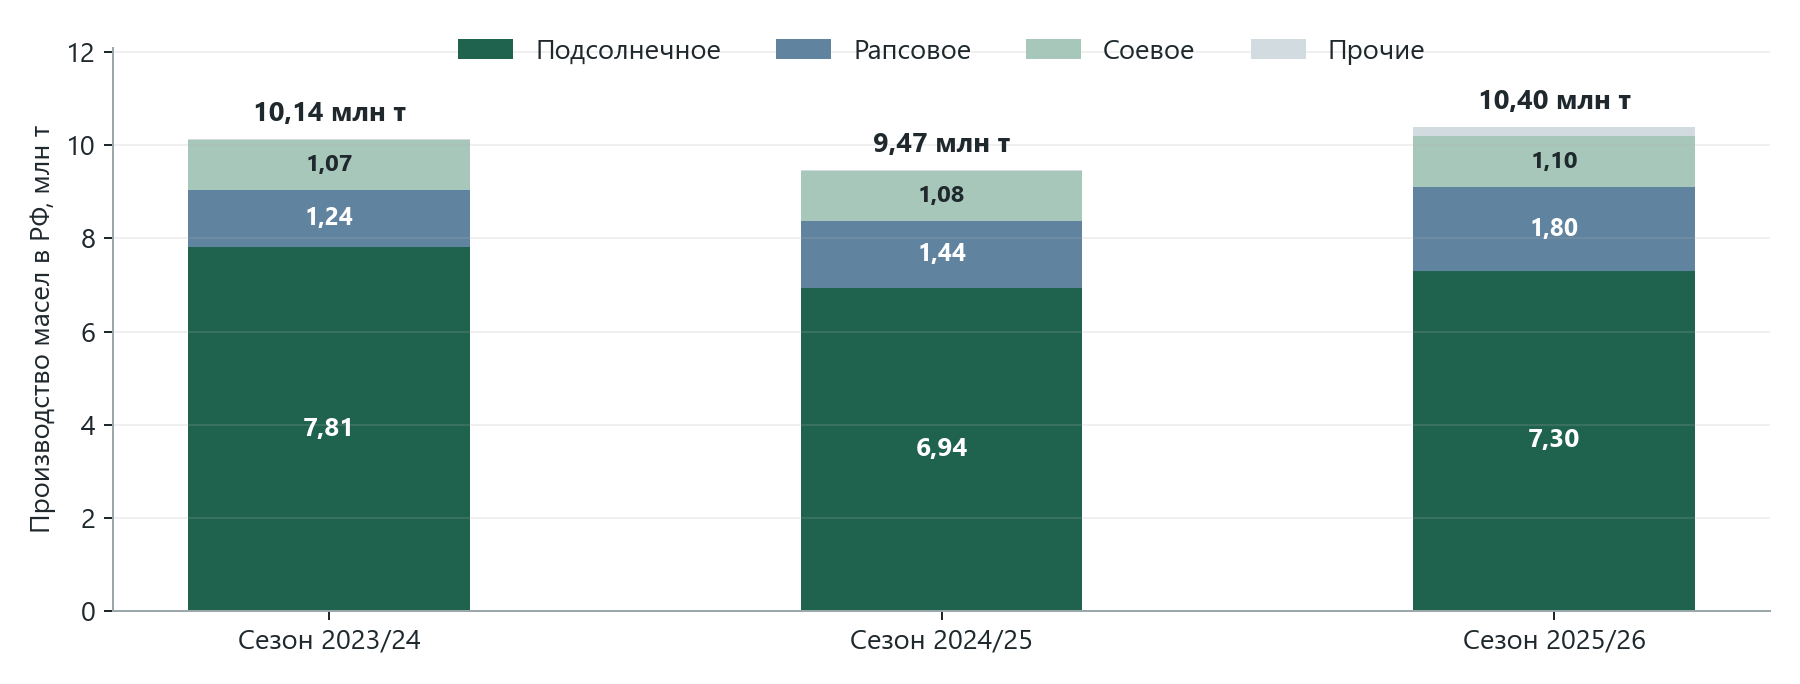 Подсолнечное Рапсовое Соевое Прочие
Производство масел в РФ, млн т
12
10
8
6
4
2
0
10,14 млн т
1,07
1,24
7,81
9,47 млн т
1,08
1,44
6,94
10,40 млн т
1,10
1,80
7,30
Сезон 2023/24 Сезон 2024/25 Сезон 2025/26